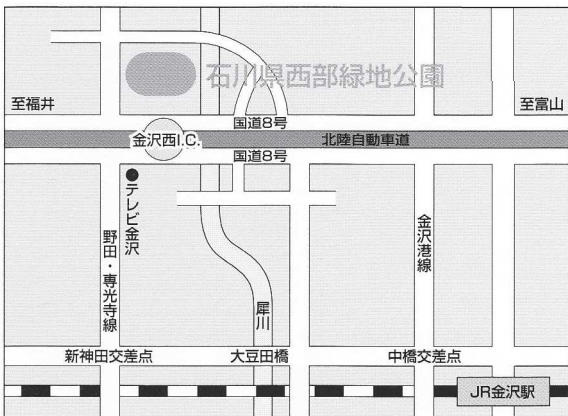 石川県西部緑地公園
至福井
至富山
国道8号
金沢西I.C.
北陸自動車道
国道8号
テレビ金沢
野田・専光寺線
金沢港線
犀川
新神田交差点
大豆田橋
中橋交差点
JR金沢駅